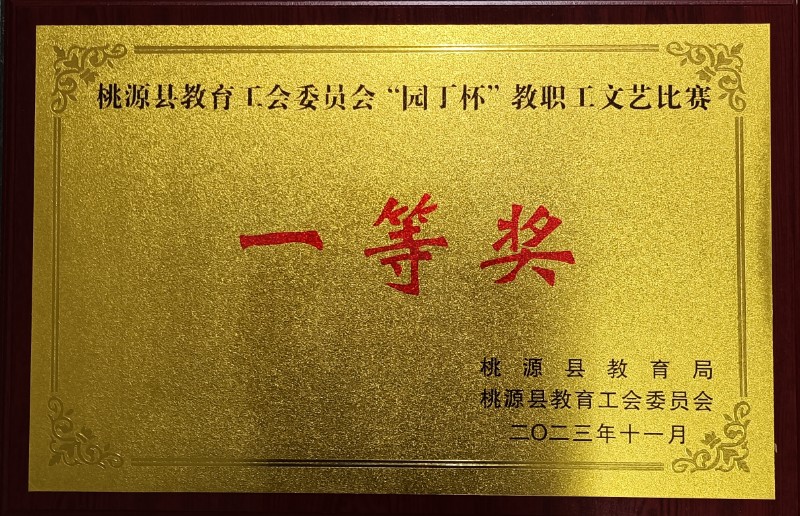 桃源县教育工会委员会“园丁杯”教职工文艺比赛
一等奖
桃源县教育局
桃源县教育工会委员会
二〇二三年十一月